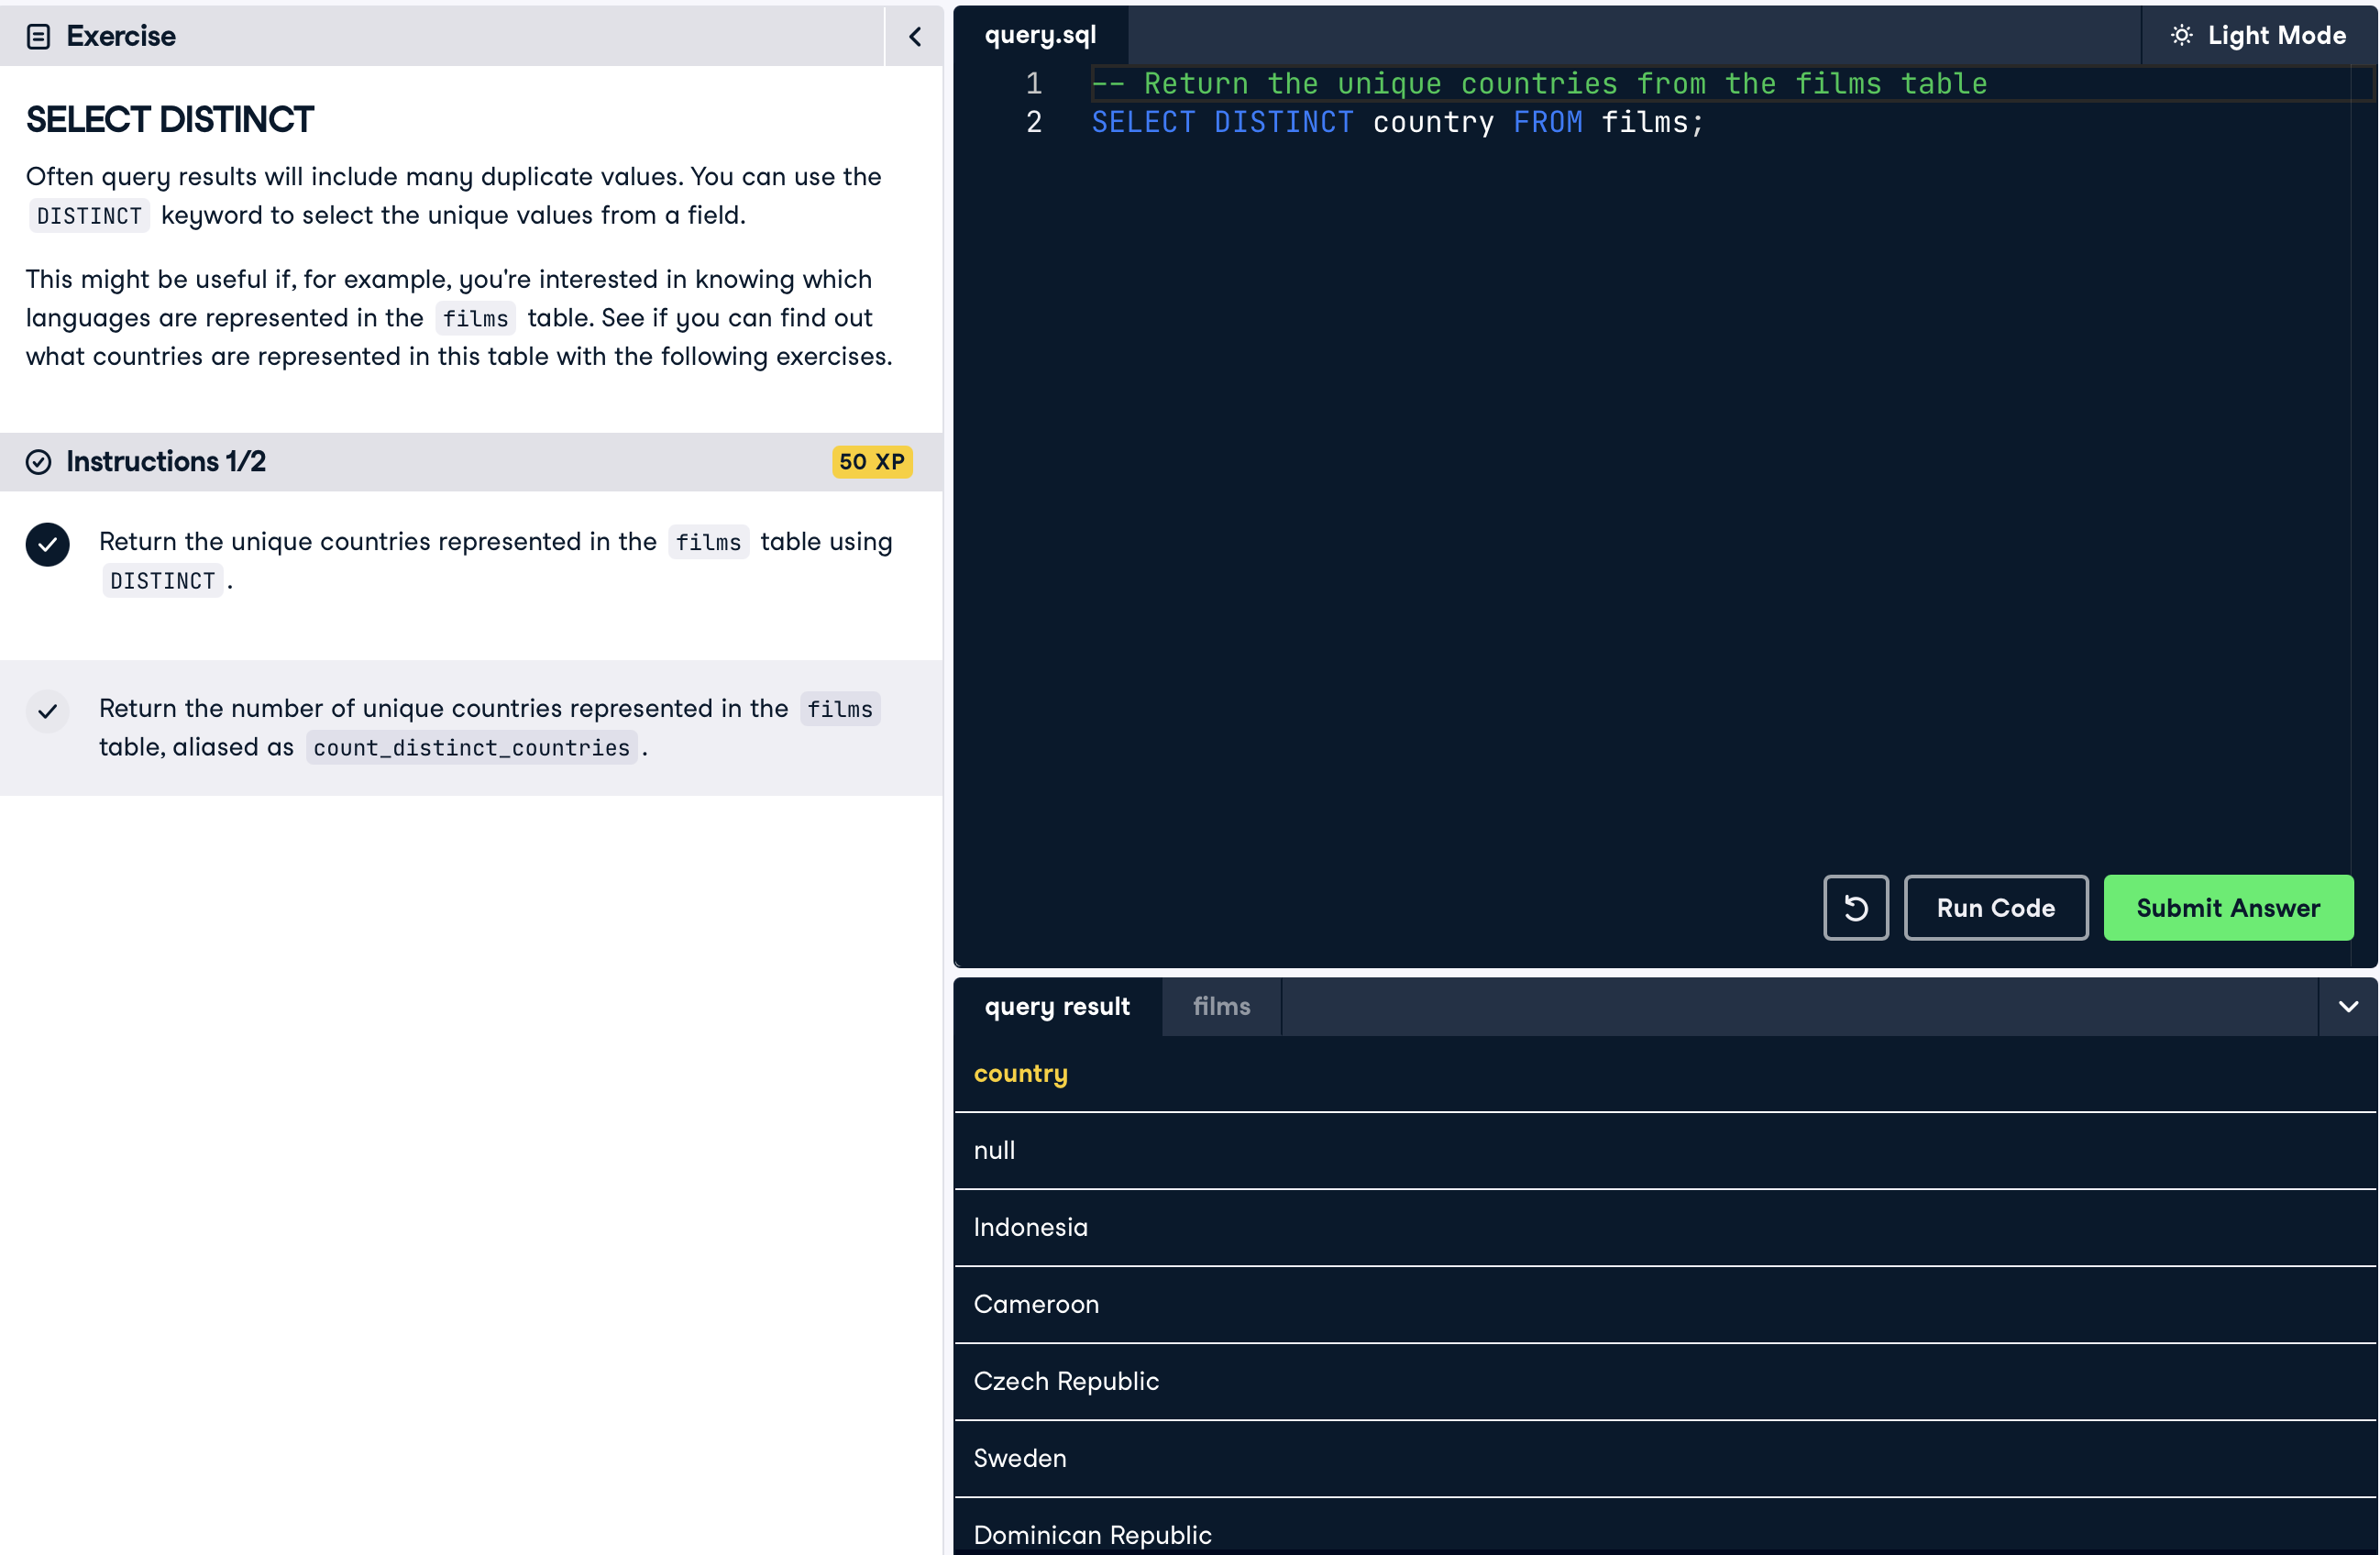 Exercise
SELECT DISTINCT
Often query results will include many duplicate values. You can use the
DISTINCT keyword to select the unique values from a field.
This might be useful if, for example, you're interested in knowing which
languages are represented in the films table. See if you can find out
what countries are represented in this table with the following exercises.
Instructions 1/2
50 XP
Return the unique countries represented in the films table using
DISTINCT.
Return the number of unique countries represented in the films
table, aliased as count_distinct_countries.
query.sql
Light Mode
1 -- Return the unique countries from the films table
2 SELECT DISTINCT country FROM films;
Run Code
Submit Answer
query result
films
country
null
Indonesia
Cameroon
Czech Republic
Sweden
Dominican Republic